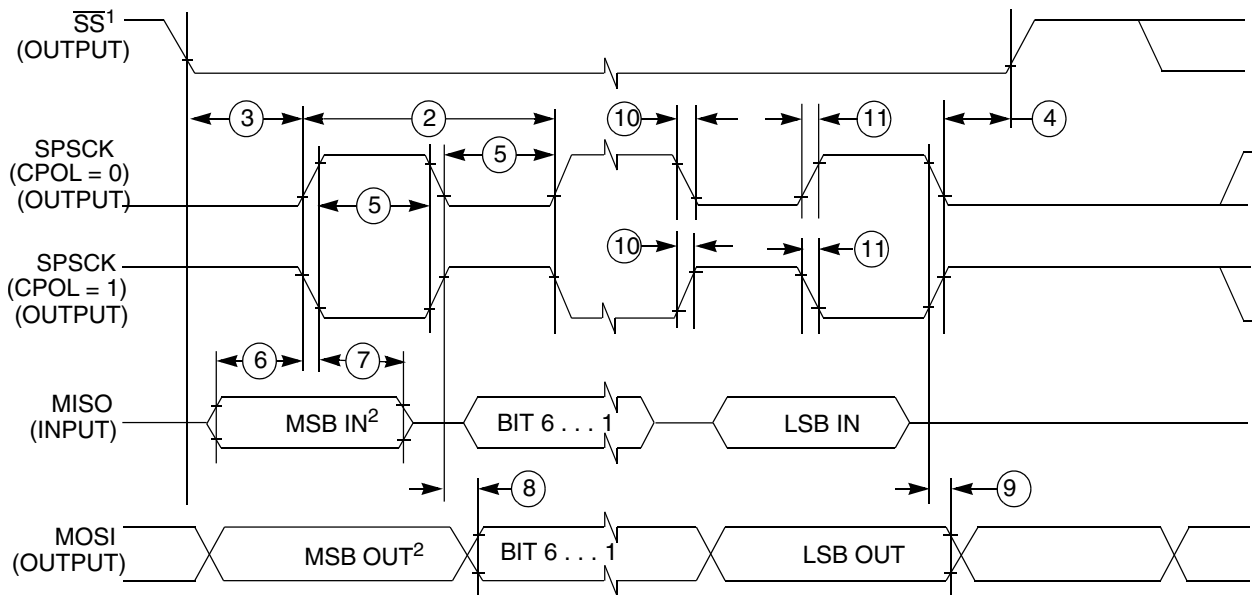 SS¹
(OUTPUT)
3
2
10
11
4
SPSCK
(CPOL = 0)
(OUTPUT)
5
5
SPSCK
(CPOL = 1)
(OUTPUT)
10
11
6
7
MISO
(INPUT)
MSB IN²
BIT 6 . . . 1
LSB IN
8
9
MOSI
(OUTPUT)
MSB OUT²
BIT 6 . . . 1
LSB OUT